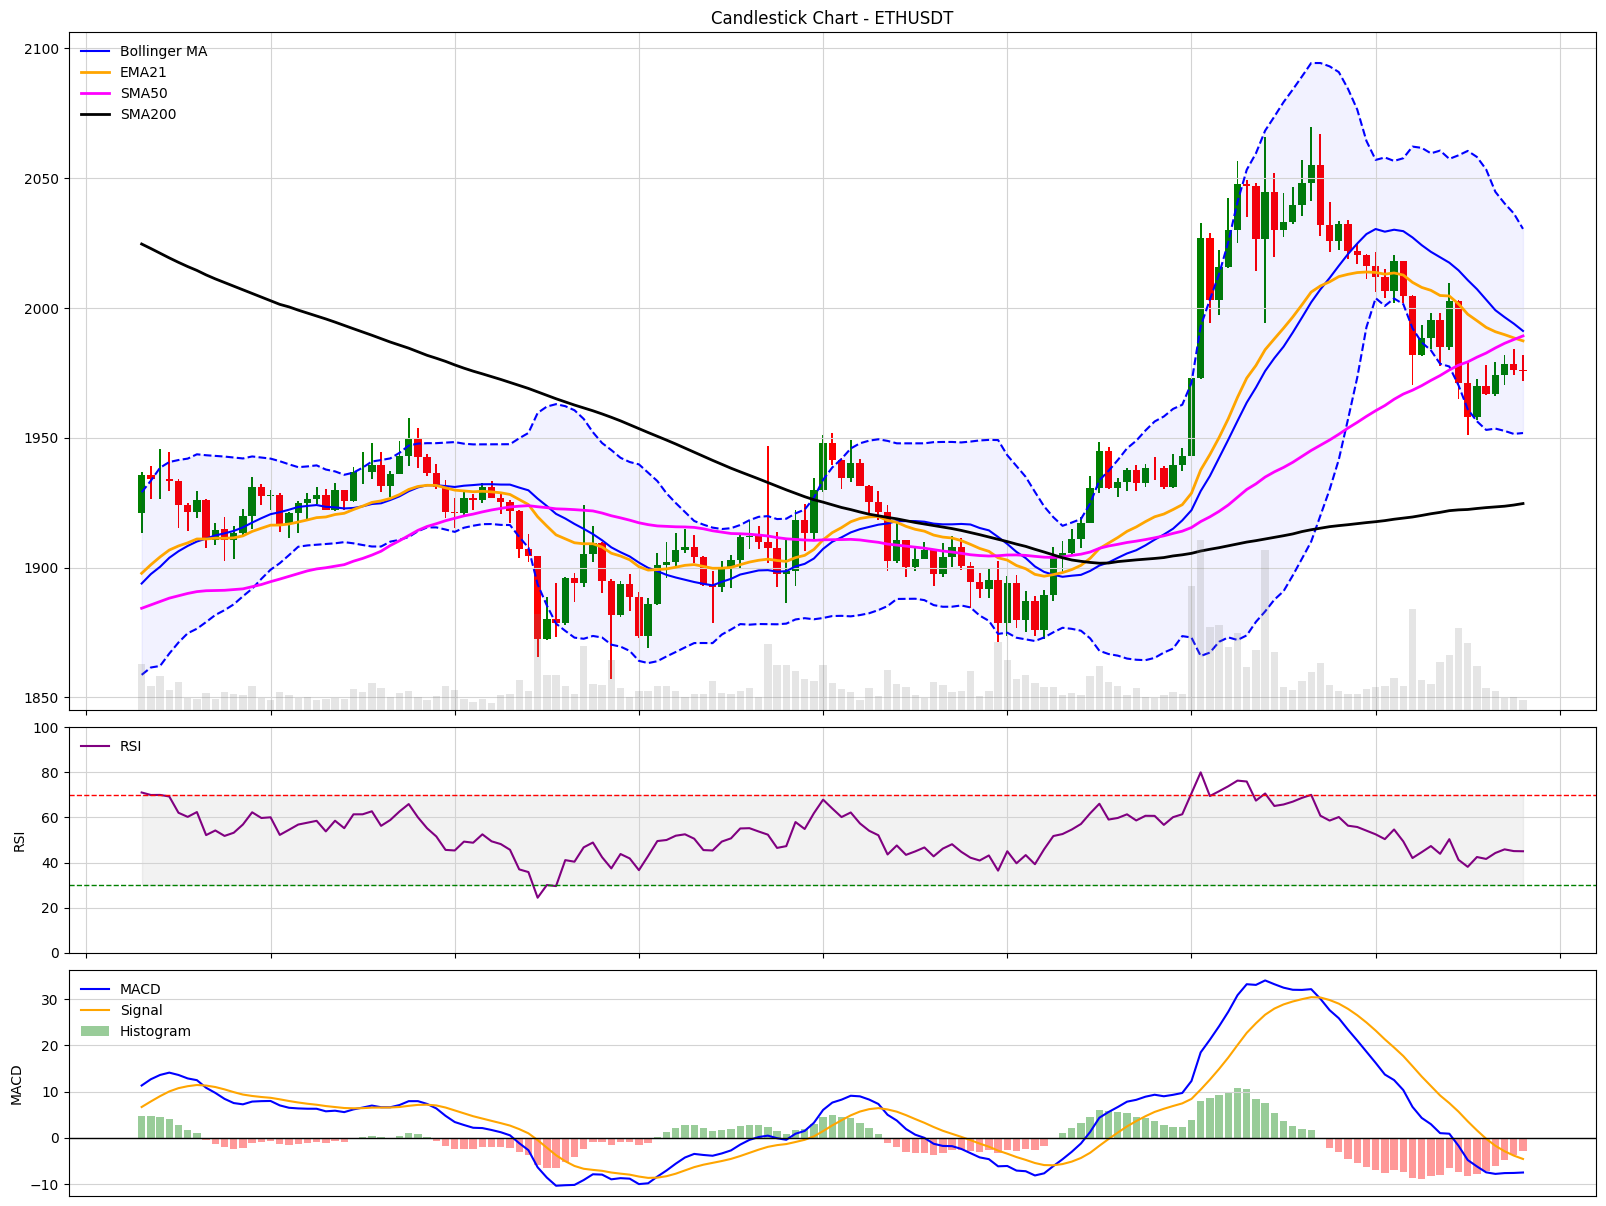 Candlestick Chart - ETHUSDT
Bollinger MA
EMA21
SMA50
SMA200
2100
2050
2000
1950
1900
1850
RSI
RSI
100
80
60
40
20
0
MACD
Signal
Histogram
MACD
30
20
10
0
−10